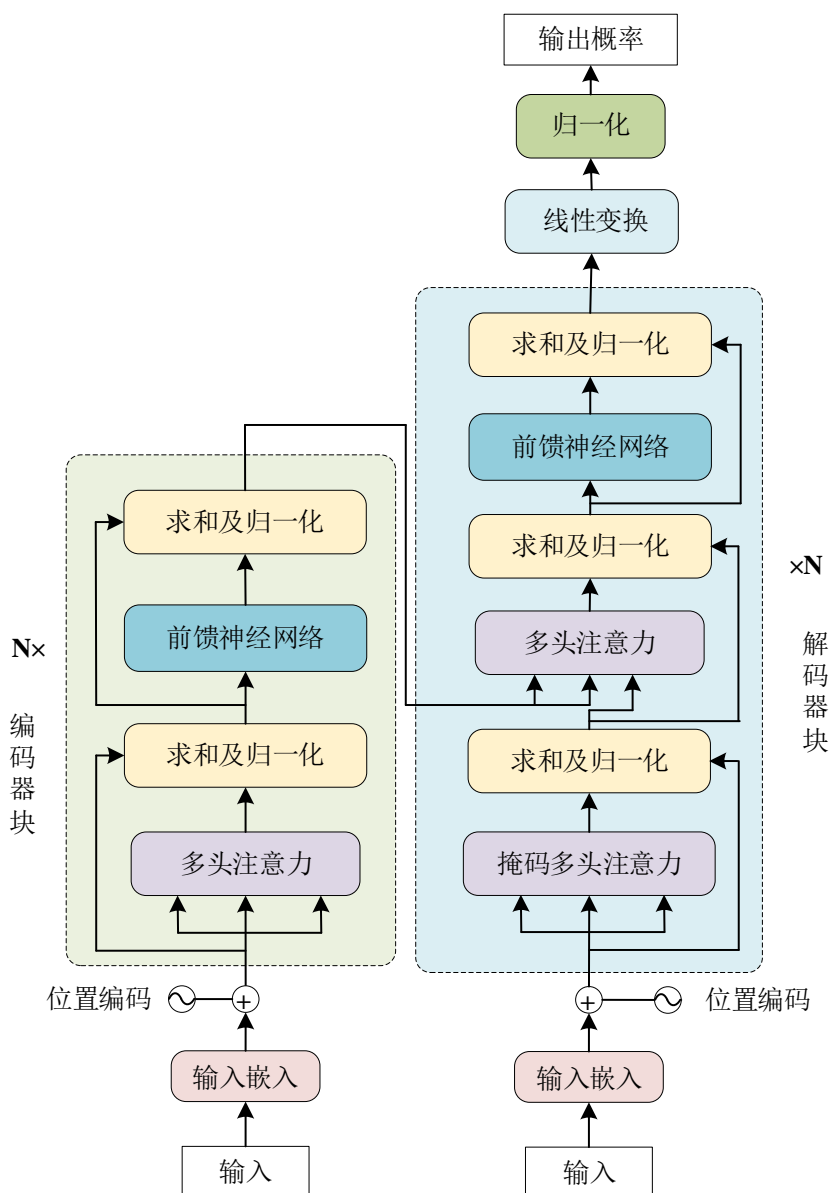 输出概率
归一化
线性变换
求和及归一化
前馈神经网络
求和及归一化
多头注意力
求和及归一化
掩码多头注意力
×N
解码器块
求和及归一化
前馈神经网络
求和及归一化
多头注意力
N×
编码器块
位置编码
+
输入嵌入
输入
+
位置编码
输入嵌入
输入